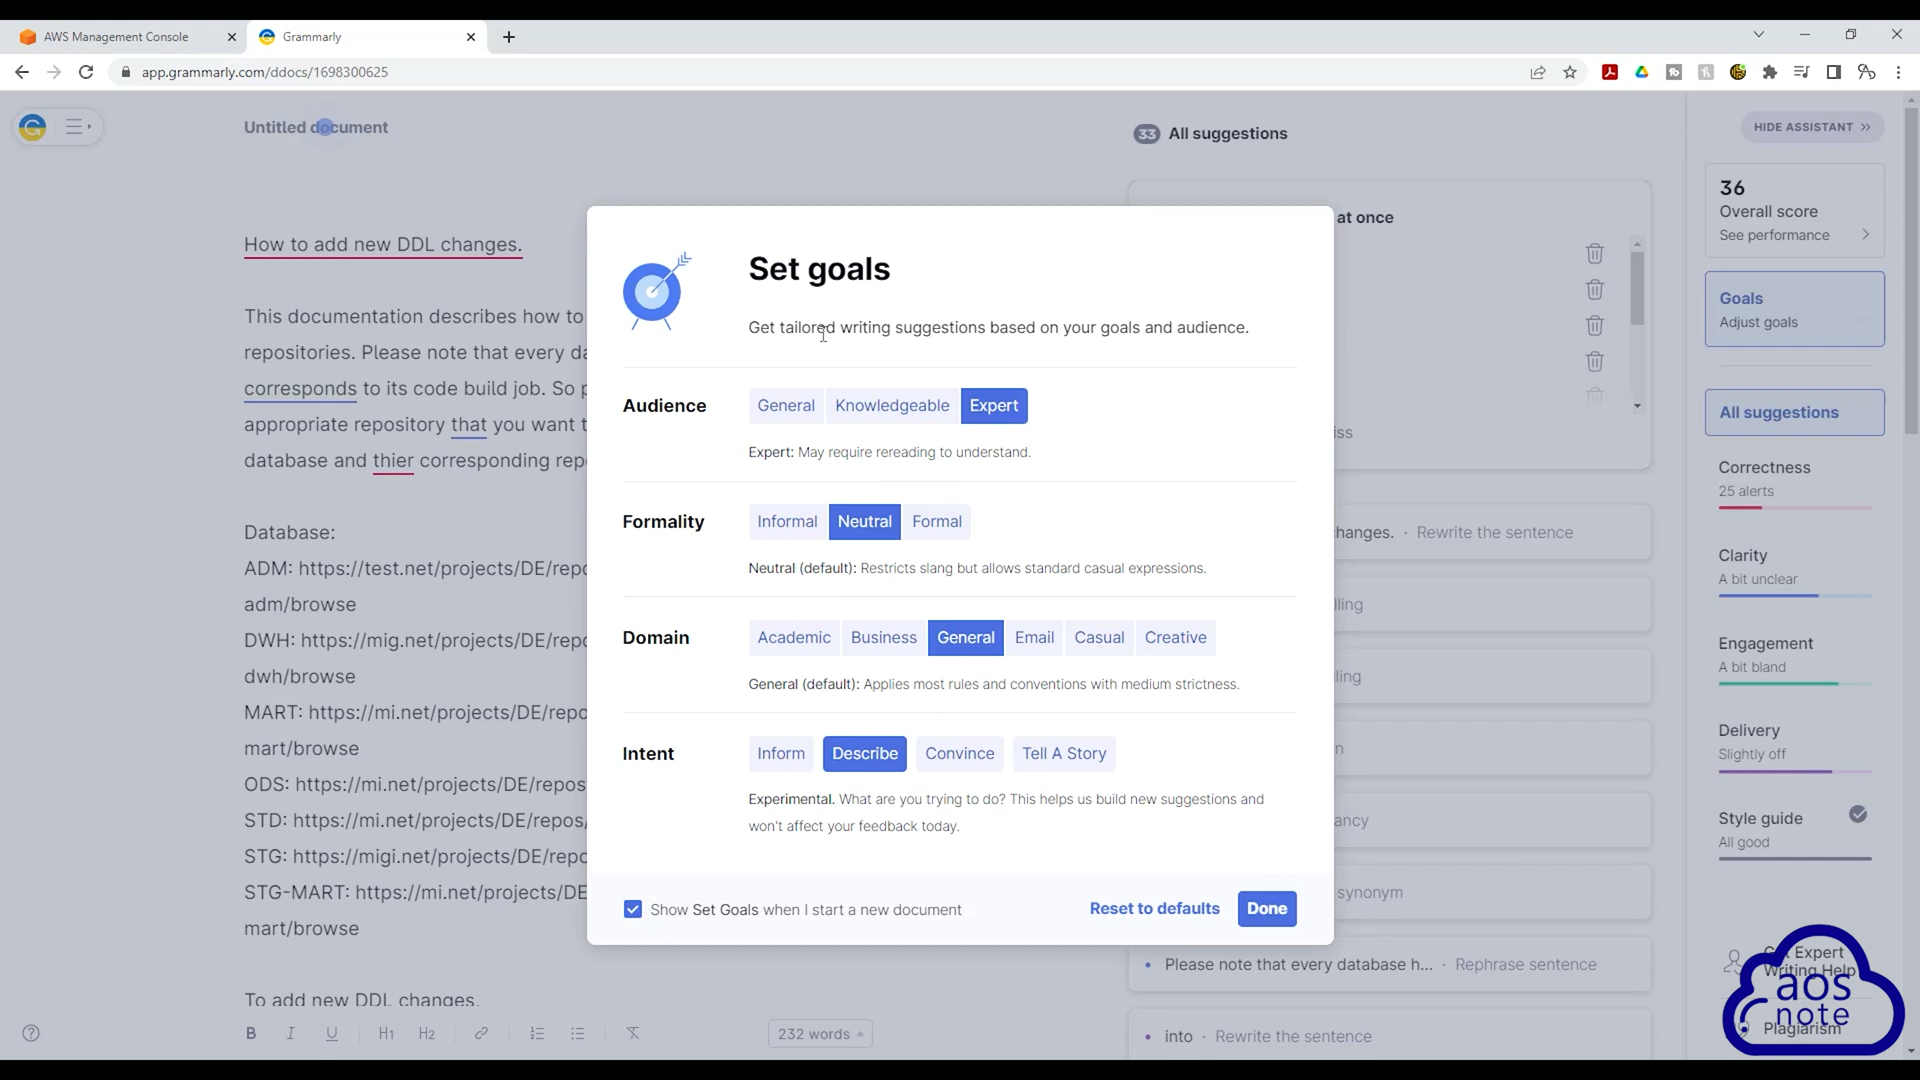 AWS Management Console
Grammarly
app.grammarly.com/ddocs/1698300625
Untitled document
33 All suggestions
HIDE ASSISTANT
at once
36
Overall score
See performance
Goals
Adjust goals
All suggestions
Correctness
25 alerts
Clarity
A bit unclear
Engagement
A bit bland
Delivery
Slightly off
Style guide
All good
Writing Help
Plagiarism
aos
note
How to add new DDL changes.
This documentation describes how to
repositories. Please note that every da
corresponds to its code build job. So p
appropriate repository that you want t
database and thier corresponding rep
Database:
ADM: https://test.net/projects/DE/repo
adm/browse
DWH: https://mig.net/projects/DE/repo
dwh/browse
MART: https://mi.net/projects/DE/repo
mart/browse
ODS: https://mi.net/projects/DE/repos
STD: https://mi.net/projects/DE/repos/
STG: https://migi.net/projects/DE/repo
STG-MART: https://mi.net/projects/DE
mart/browse
To add new DDL changes.
B I U H1 H2
232 words
Set goals
Get tailored writing suggestions based on your goals and audience.
Audience General Knowledgeable Expert
Expert: May require rereading to understand.
Formality Informal Neutral Formal
Neutral (default): Restricts slang but allows standard casual expressions.
Domain Academic Business General Email Casual Creative
General (default): Applies most rules and conventions with medium strictness.
Intent Inform Describe Convince Tell A Story
Experimental. What are you trying to do? This helps us build new suggestions and
won't affect your feedback today.
Show Set Goals when I start a new document
Reset to defaults
Done
iss
hanges. · Rewrite the sentence
lling
ling
n
ancy
synonym
Please note that every database h... · Rephrase sentence
into · Rewrite the sentence